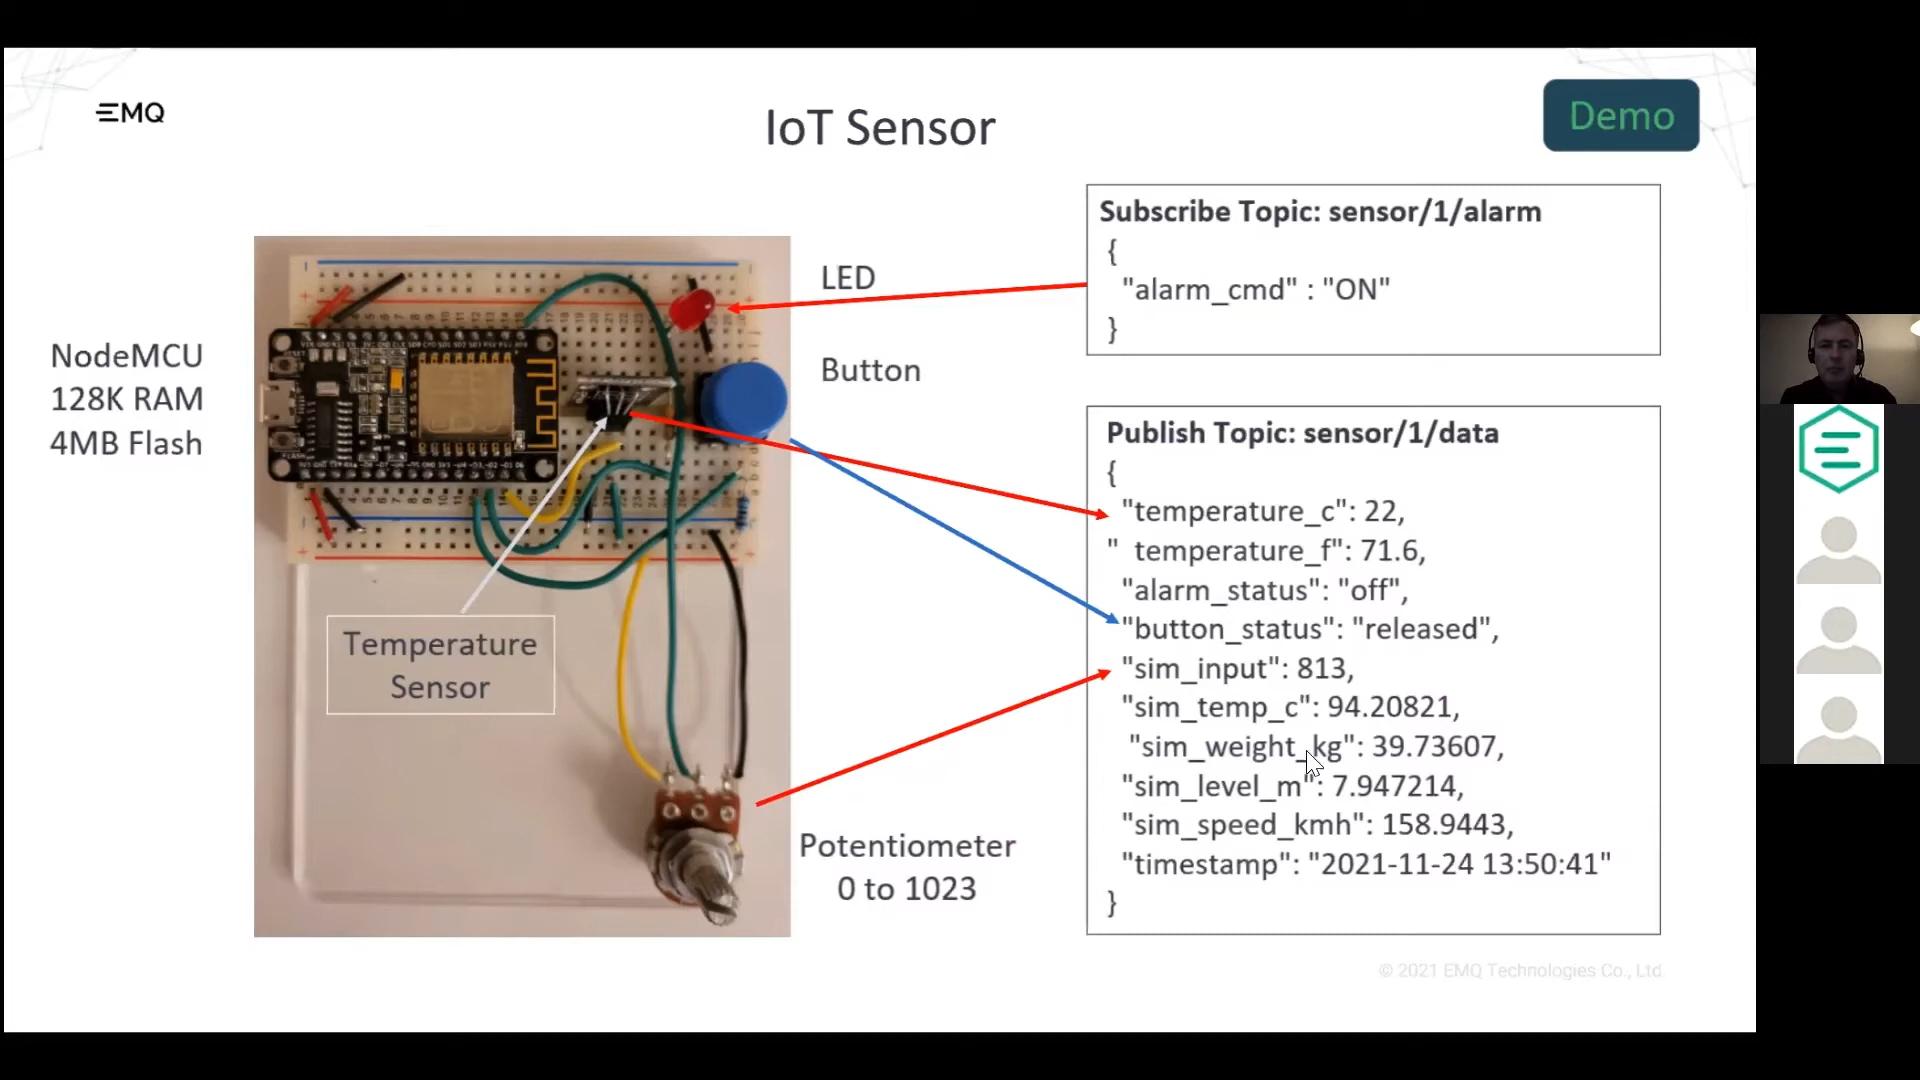 EMQ
IoT Sensor
Demo
NodeMCU
128K RAM
4MB Flash
LED
Button
Temperature
Sensor
Potentiometer
0 to 1023
Subscribe Topic: sensor/1/alarm
{
"alarm_cmd" : "ON"
}
Publish Topic: sensor/1/data
{
"temperature_c": 22,
" temperature_f": 71.6,
"alarm_status": "off",
"button_status": "released",
"sim_input": 813,
"sim_temp_c": 94.20821,
"sim_weight_kg": 39.73607,
"sim_level_m": 7.947214,
"sim_speed_kmh": 158.9443,
"timestamp": "2021-11-24 13:50:41"
}
© 2021 EMQ Technologies Co., Ltd